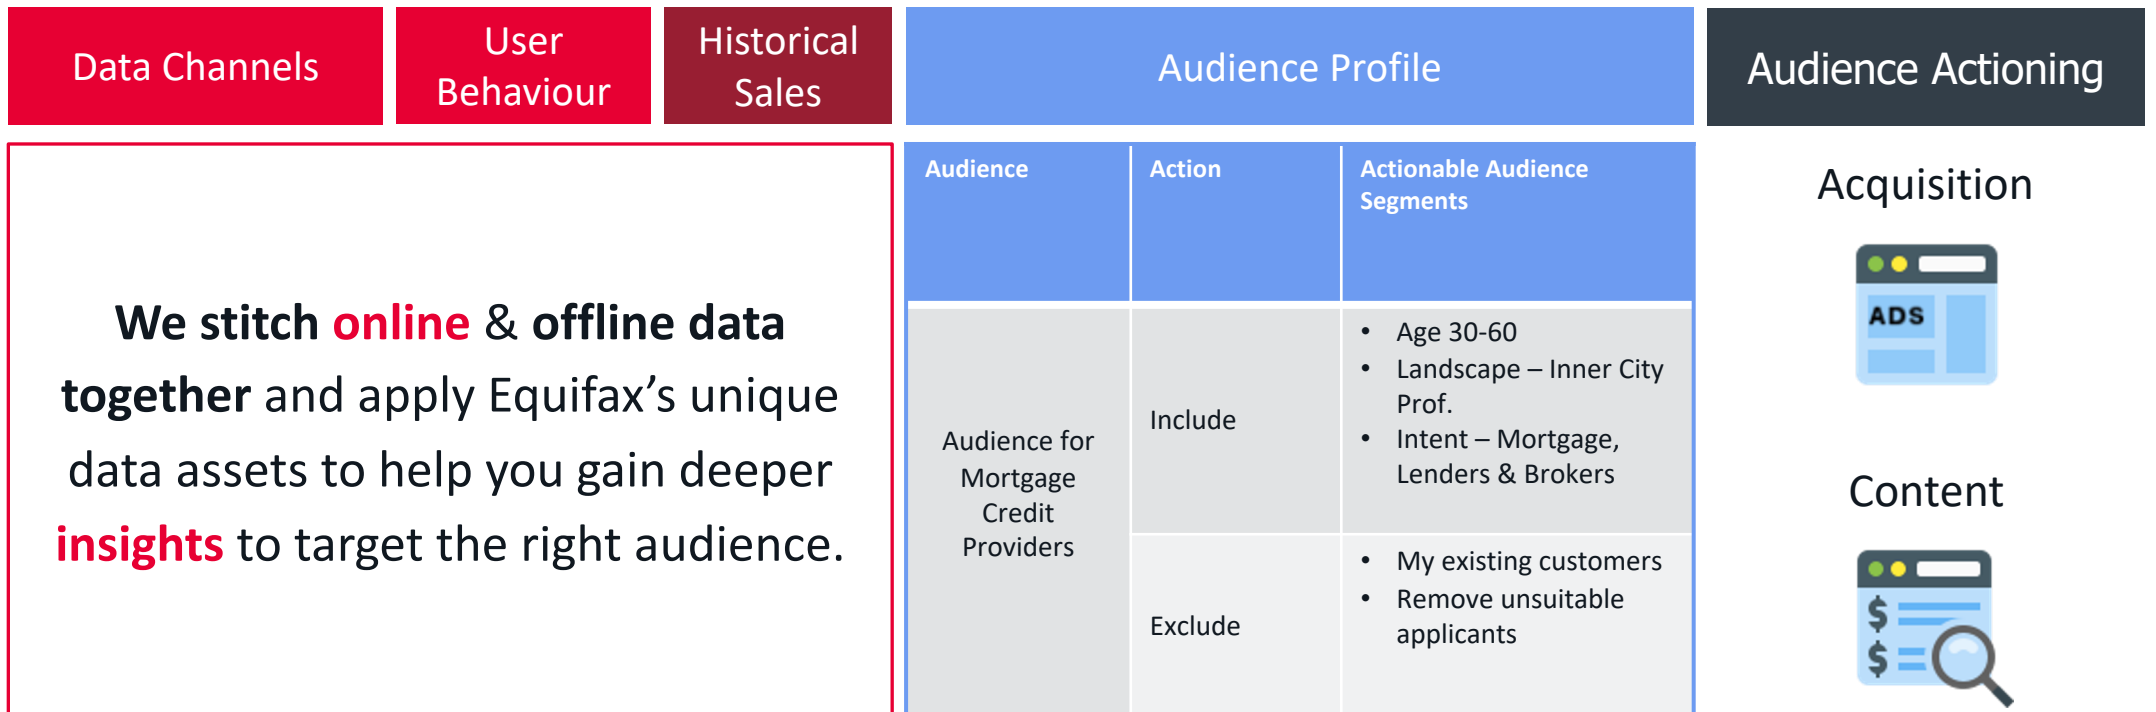 Data Channels
User
Behaviour
Historical
Sales
Audience Profile
Audience Actioning
We stitch online & offline data
together and apply Equifax’s unique
data assets to help you gain deeper
insights to target the right audience.
Audience
Action
Actionable Audience
Segments
Audience for
Mortgage
Credit
Providers
Include
• Age 30-60
• Landscape – Inner City
Prof.
• Intent – Mortgage,
Lenders & Brokers
Exclude
• My existing customers
• Remove unsuitable
applicants
Acquisition
ADS
Content
$
$